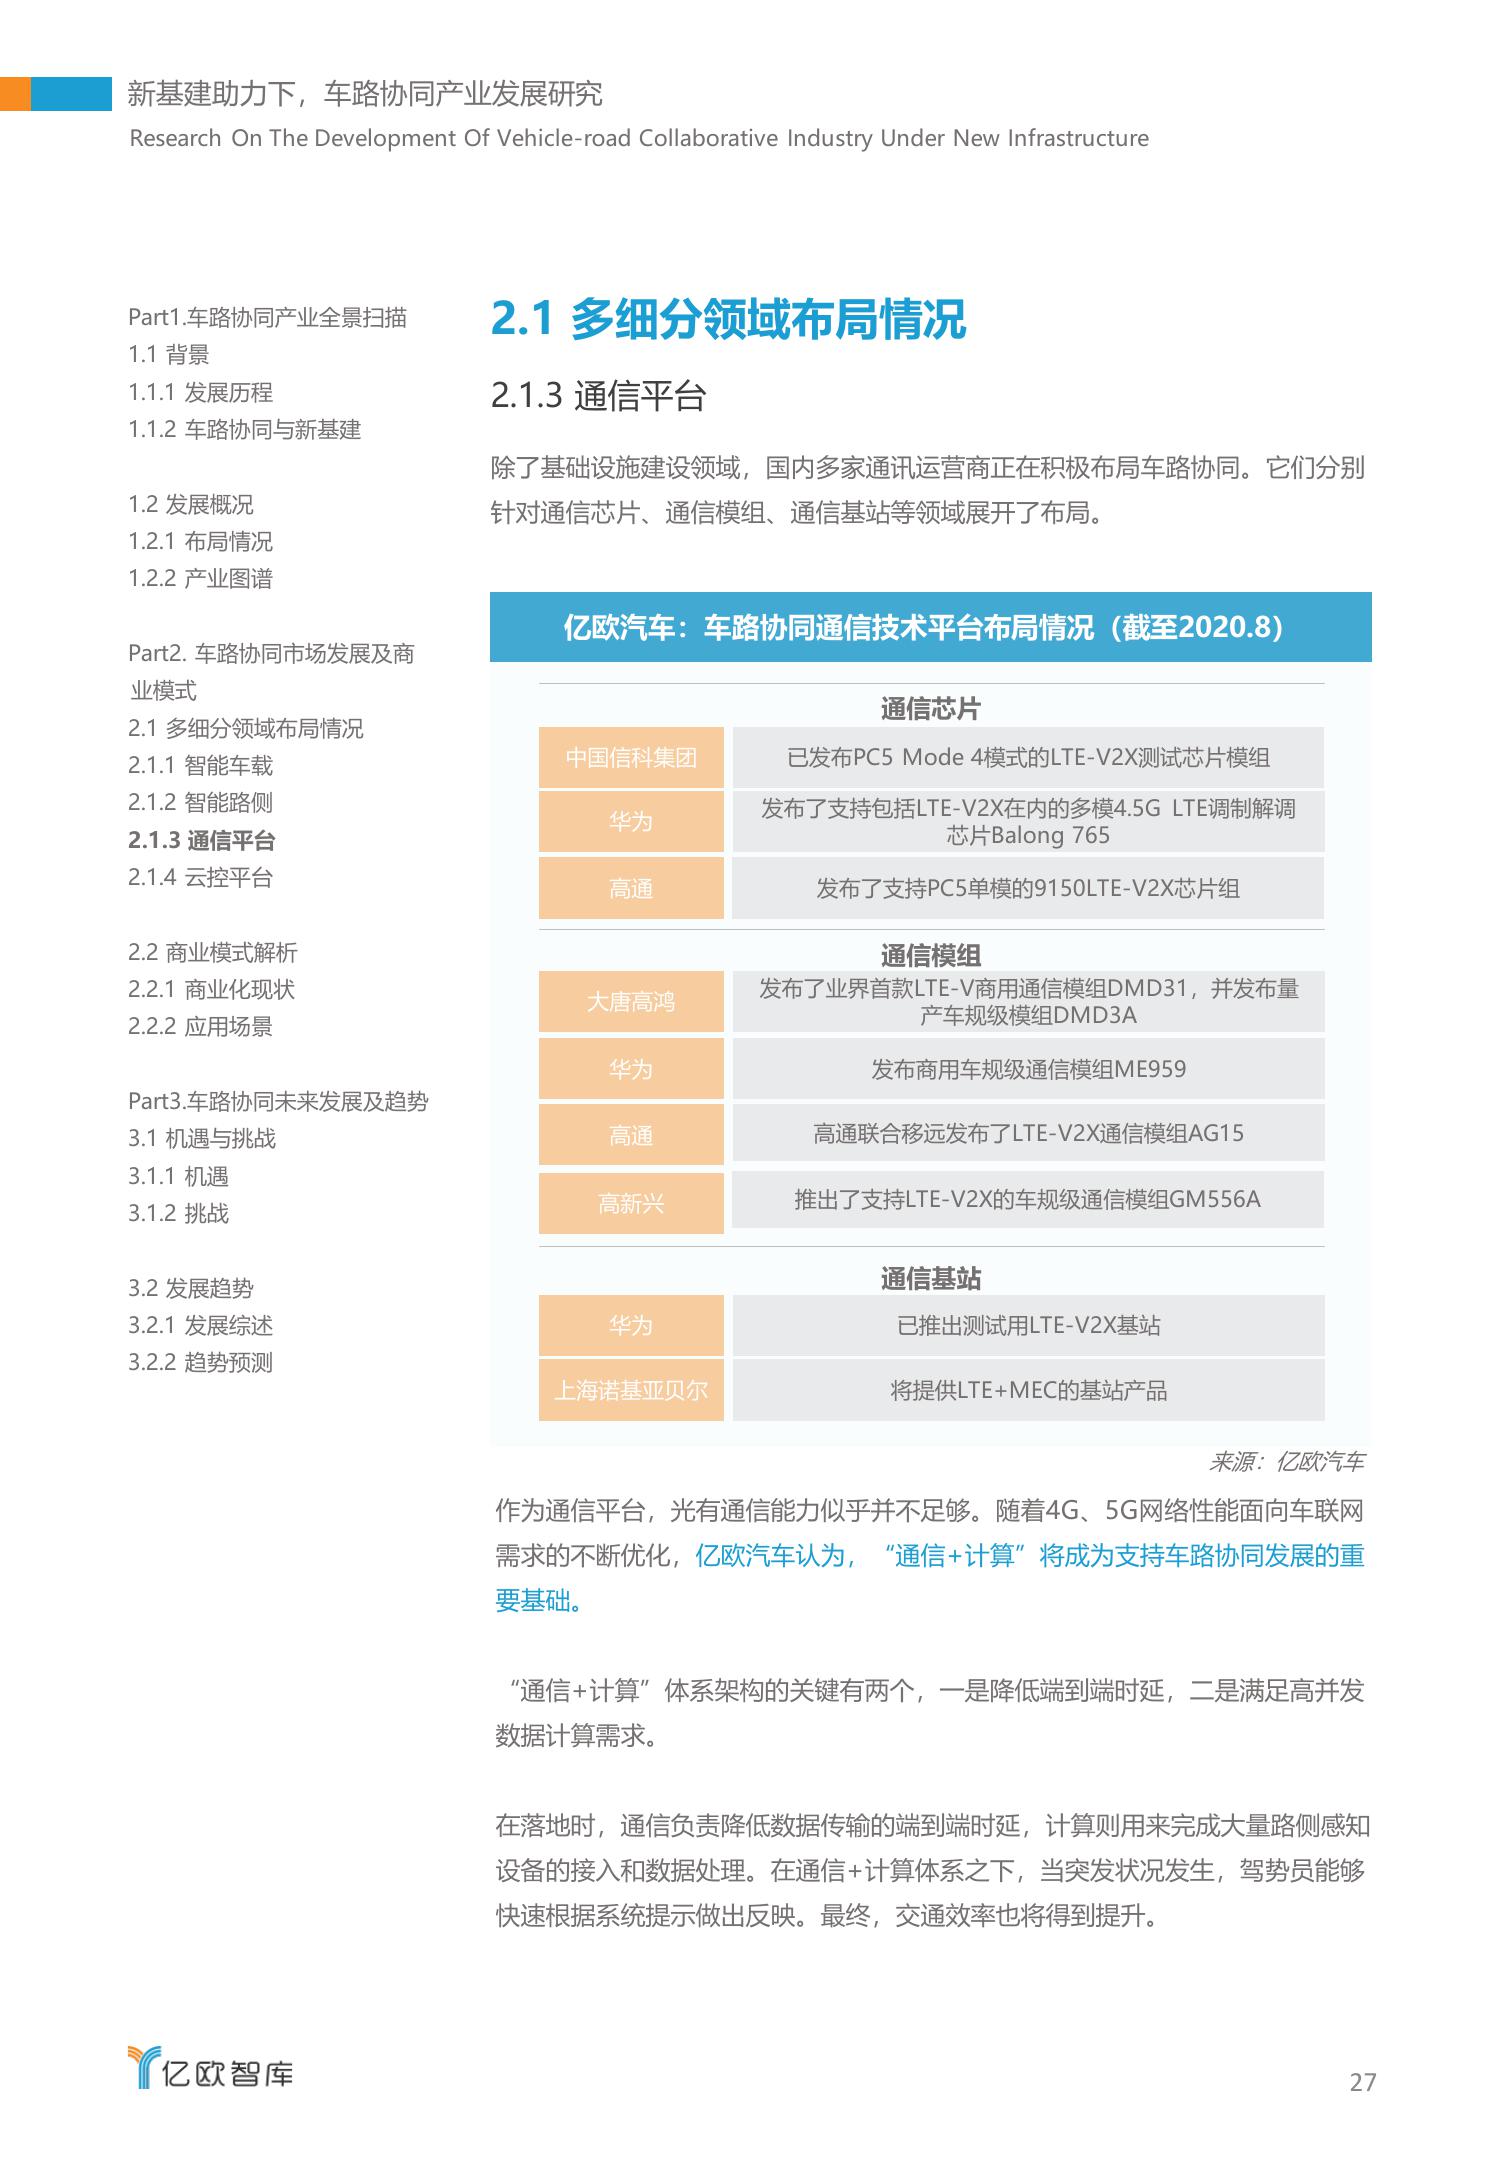 新基建助力下，车路协同产业发展研究
Research On The Development Of Vehicle-road Collaborative Industry Under New Infrastructure
Part1.车路协同产业全景扫描
1.1 背景
1.1.1 发展历程
1.1.2 车路协同与新基建
1.2 发展概况
1.2.1 布局情况
1.2.2 产业图谱
Part2. 车路协同市场发展及商
业模式
2.1 多细分领域布局情况
2.1.1 智能车载
2.1.2 智能路侧
2.1.3 通信平台
2.1.4 云控平台
2.2 商业模式解析
2.2.1 商业化现状
2.2.2 应用场景
Part3.车路协同未来发展及趋势
3.1 机遇与挑战
3.1.1 机遇
3.1.2 挑战
3.2 发展趋势
3.2.1 发展综述
3.2.2 趋势预测
2.1 多细分领域布局情况
2.1.3 通信平台
除了基础设施建设领域，国内多家通讯运营商正在积极布局车路协同。它们分别
针对通信芯片、通信模组、通信基站等领域展开了布局。
亿欧汽车：车路协同通信技术平台布局情况（截至2020.8）
通信芯片
中国信科集团
已发布PC5 Mode 4模式的LTE-V2X测试芯片模组
华为
发布了支持包括LTE-V2X在内的多模4.5G LTE调制解调
芯片Balong 765
高通
发布了支持PC5单模的9150LTE-V2X芯片组
通信模组
大唐高鸿
发布了业界首款LTE-V商用通信模组DMD31，并发布量
产车规级模组DMD3A
华为
发布商用车规级通信模组ME959
高通
高通联合移远发布了LTE-V2X通信模组AG15
高新兴
推出了支持LTE-V2X的车规级通信模组GM556A
通信基站
华为
已推出测试用LTE-V2X基站
上海诺基亚贝尔
将提供LTE+MEC的基站产品
来源：亿欧汽车
作为通信平台，光有通信能力似乎并不足够。随着4G、5G网络性能面向车联网
需求的不断优化，亿欧汽车认为，“通信+计算”将成为支持车路协同发展的重
要基础。
“通信+计算”体系架构的关键有两个，一是降低端到端时延，二是满足高并发
数据计算需求。
在落地时，通信负责降低数据传输的端到端时延，计算则用来完成大量路侧感知
设备的接入和数据处理。在通信+计算体系之下，当突发状况发生，驾势员能够
快速根据系统提示做出反映。最终，交通效率也将得到提升。
亿欧智库
27